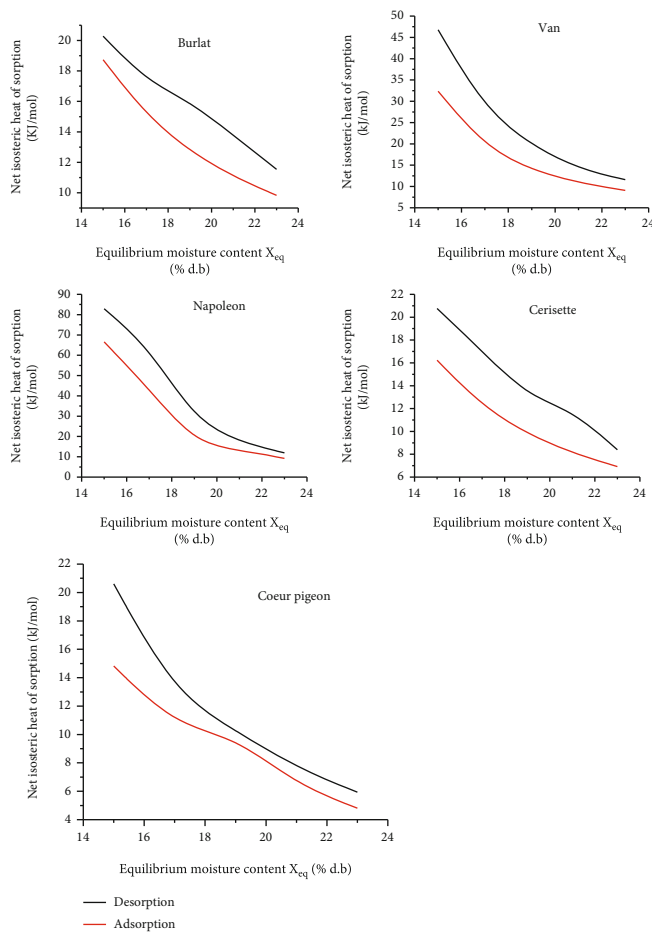 Burlat
Net isosteric heat of sorption
(KJ/mol)
20
18
16
14
12
10
14 16 18 20 22 24
Equilibrium moisture content Xeq
(% d.b)
Van
Net isosteric heat of sorption
(kJ/mol)
50
45
40
35
30
25
20
15
10
5
14 16 18 20 22 24
Equilibrium moisture content Xeq
(% d.b)
Napoleon
Net isosteric heat of sorption
(kJ/mol)
90
80
70
60
50
40
30
20
10
0
14 16 18 20 22 24
Equilibrium moisture content Xeq
(% d.b)
Cerisette
Net isosteric heat of sorption
(kJ/mol)
22
20
18
16
14
12
10
8
6
14 16 18 20 22 24
Equilibrium moisture content Xeq
(% d.b)
Coeur pigeon
Net isosteric heat of sorption (kJ/mol)
22
20
18
16
14
12
10
8
6
4
14 16 18 20 22 24
Equilibrium moisture content Xeq (% d.b)
Desorption
Adsorption